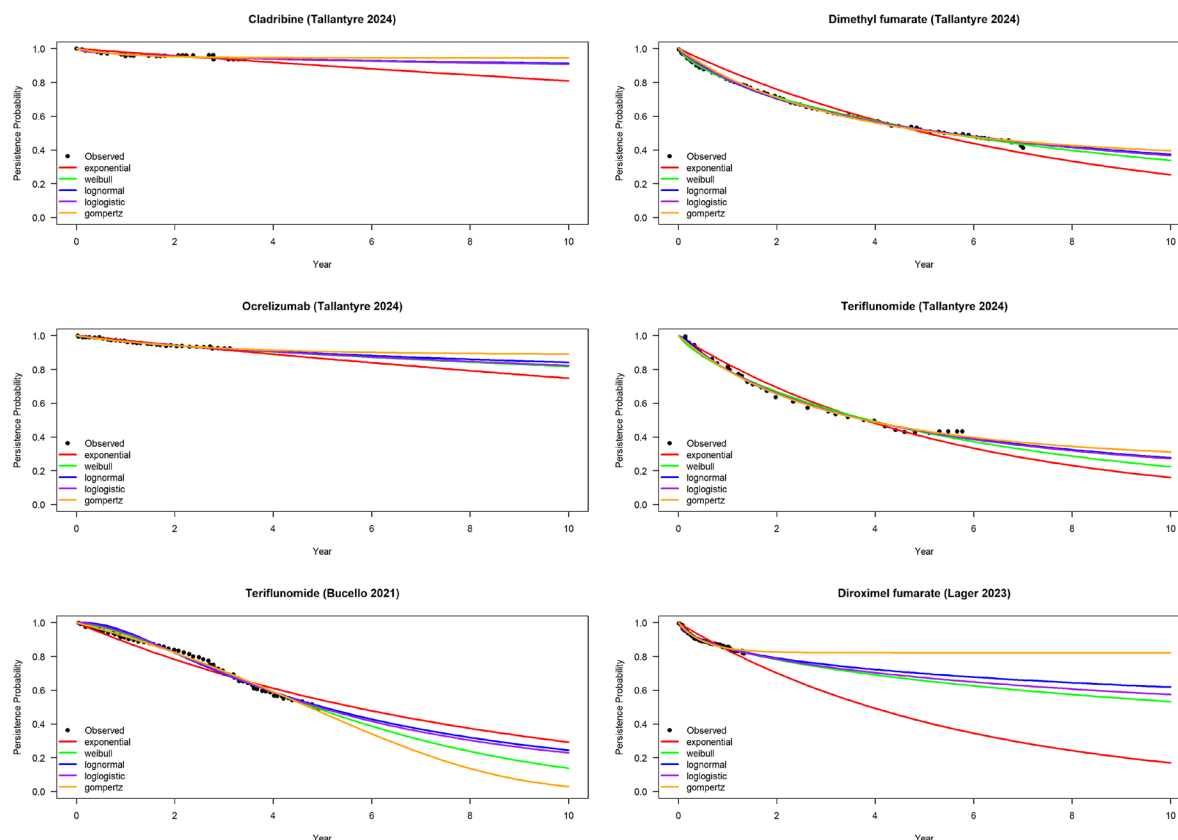 Cladribine (Tallantyre 2024)
Persistence Probability
1.0
0.8
0.6
0.4
0.2
0.0
Observed
exponential
weibull
lognormal
loglogistic
gompertz
0 2 4 6 8 10
Year
Dimethyl fumarate (Tallantyre 2024)
Persistence Probability
1.0
0.8
0.6
0.4
0.2
0.0
Observed
exponential
weibull
lognormal
loglogistic
gompertz
0 2 4 6 8 10
Year
Ocrelizumab (Tallantyre 2024)
Persistence Probability
1.0
0.8
0.6
0.4
0.2
0.0
Observed
exponential
weibull
lognormal
loglogistic
gompertz
0 2 4 6 8 10
Year
Teriflunomide (Tallantyre 2024)
Persistence Probability
1.0
0.8
0.6
0.4
0.2
0.0
Observed
exponential
weibull
lognormal
loglogistic
gompertz
0 2 4 6 8 10
Year
Teriflunomide (Bucello 2021)
Persistence Probability
1.0
0.8
0.6
0.4
0.2
0.0
Observed
exponential
weibull
lognormal
loglogistic
gompertz
0 2 4 6 8 10
Year
Diroximel fumarate (Lager 2023)
Persistence Probability
1.0
0.8
0.6
0.4
0.2
0.0
Observed
exponential
weibull
lognormal
loglogistic
gompertz
0 2 4 6 8 10
Year